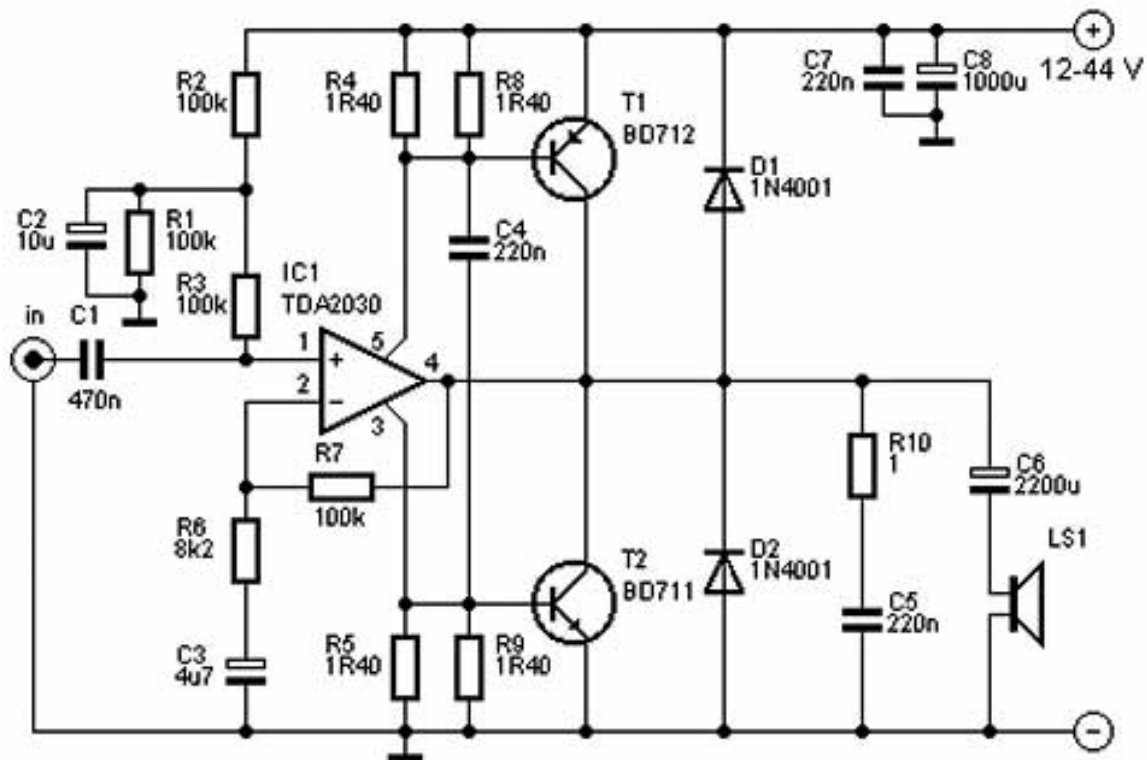 R2
100k
R4
1R40
R8
1R40
C7
220n
C8
1000u
+
12-44 V
T1
BD712
D1
1N4001
C2
10u
R1
100k
C4
220n
R3
100k
IC1
TDA2030
in
C1
470n
1
+
5
4
2
−
3
R7
100k
R10
1
C6
2200u
R6
8k2
T2
BD711
D2
1N4001
LS1
C5
220n
C3
4u7
R5
1R40
R9
1R40
−